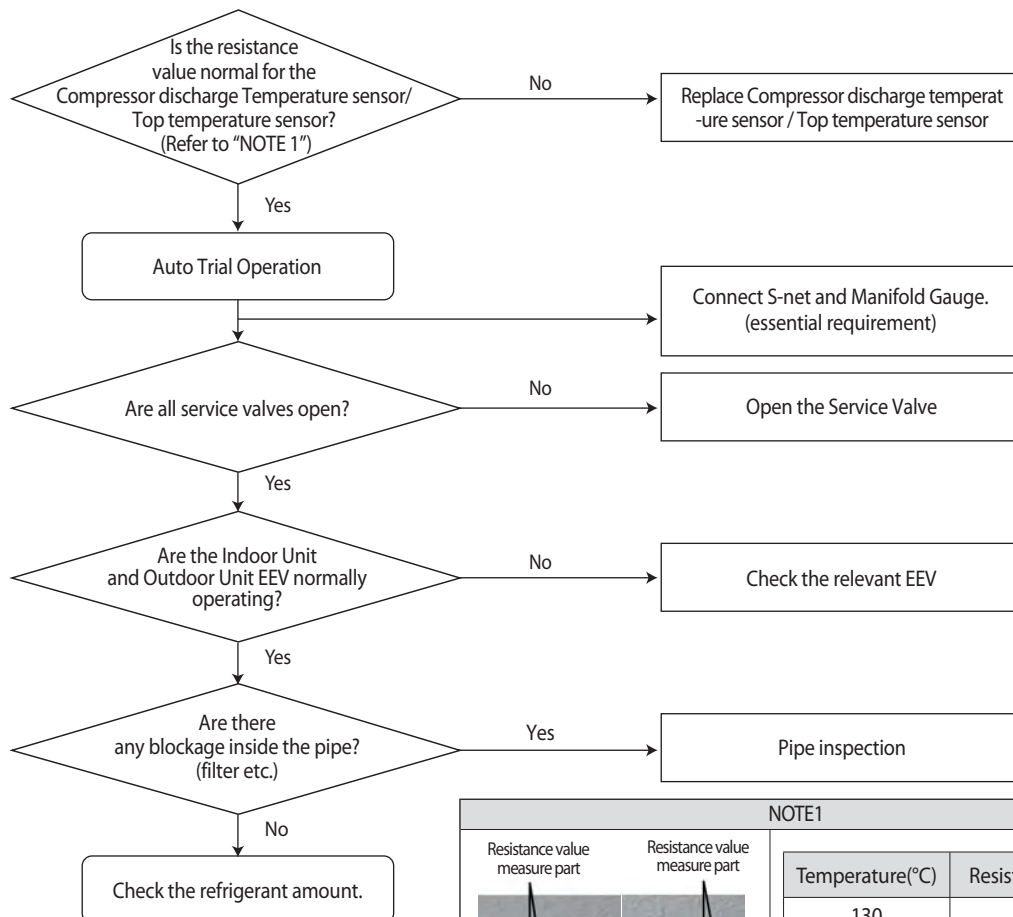 Is the resistance
value normal for the
Compressor discharge Temperature sensor/
Top temperature sensor?
(Refer to “NOTE 1”)
No
Replace Compressor discharge temperat
-ure sensor / Top temperature sensor
Yes
Auto Trial Operation
Connect S-net and Manifold Gauge.
(essential requirement)
Are all service valves open?
No
Open the Service Valve
Yes
Are the Indoor Unit
and Outdoor Unit EEV normally
operating?
No
Check the relevant EEV
Yes
Are there
any blockage inside the pipe?
(filter etc.)
Yes
Pipe inspection
No
Check the refrigerant amount.
NOTE1
Resistance value
measure part
Resistance value
measure part
Temperature(°C)